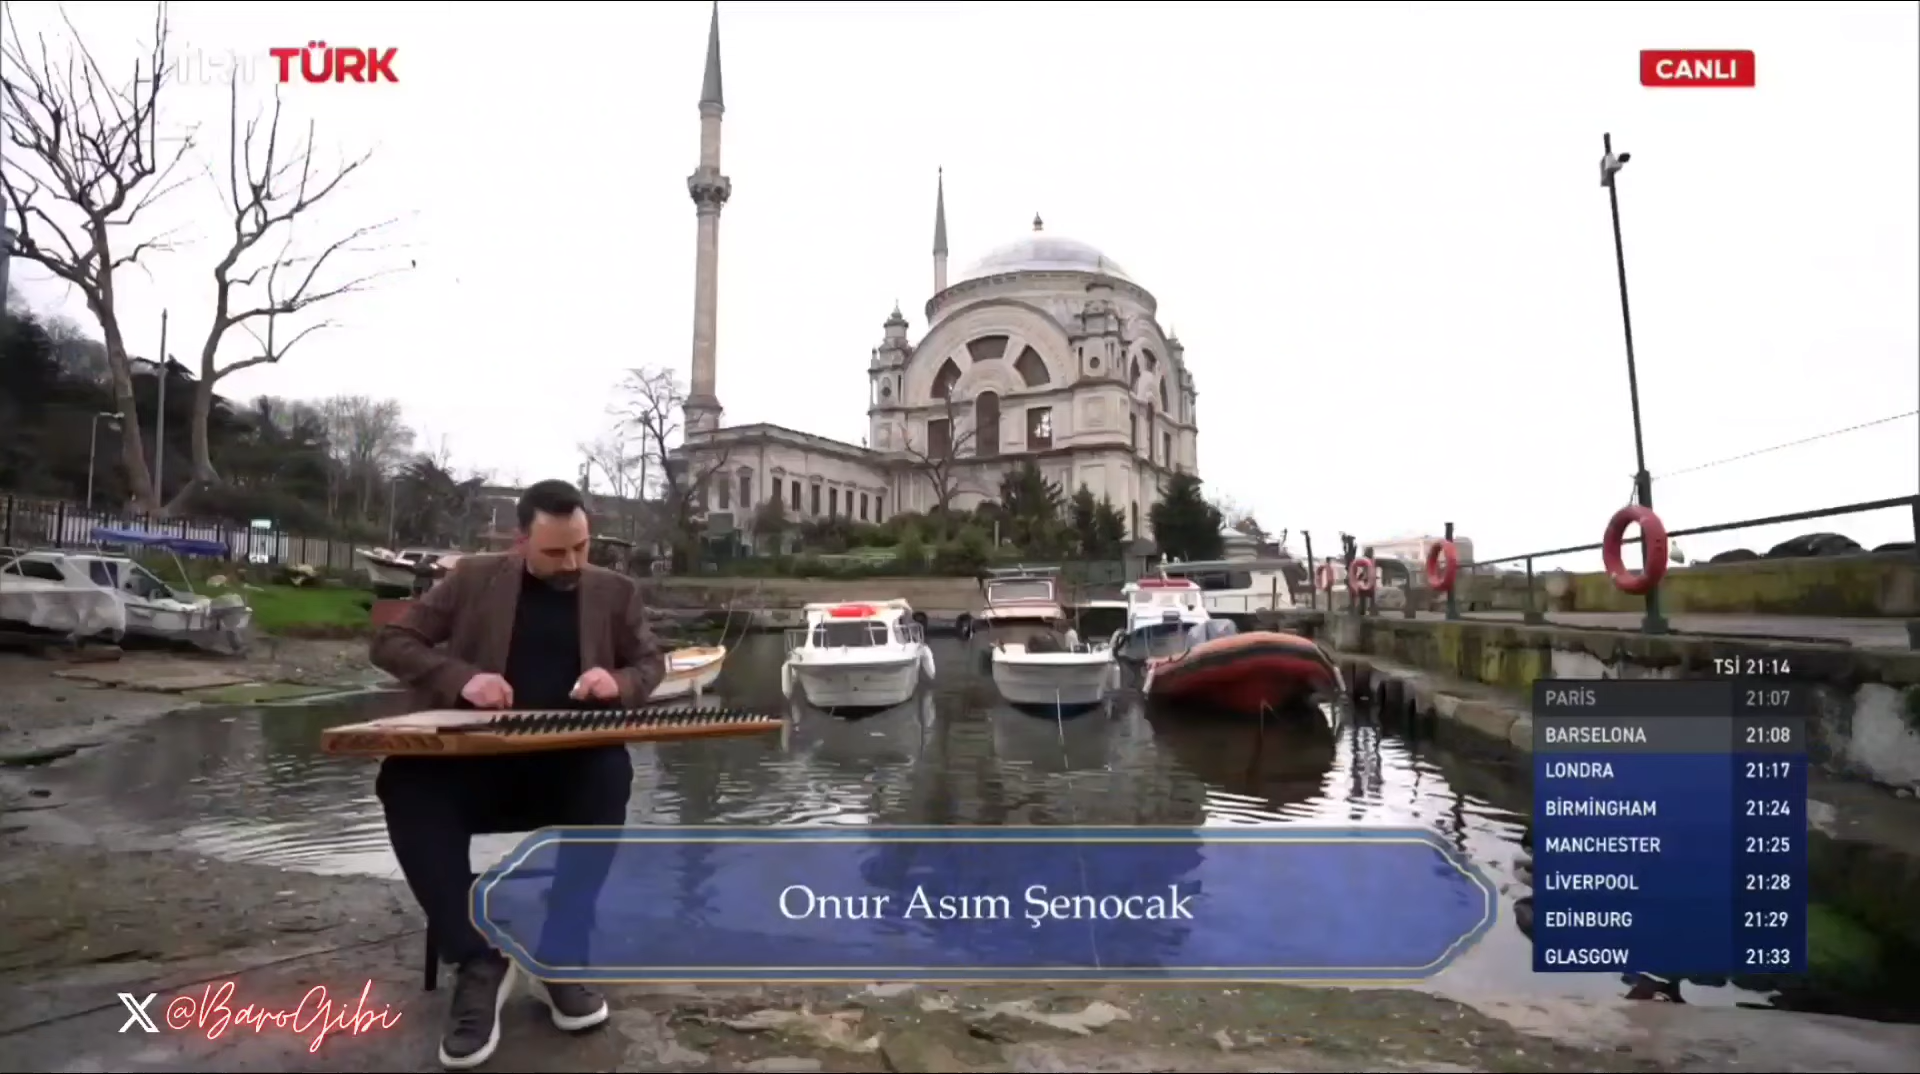 TRT TÜRK
CANLI
TSİ 21:14
PARİS 21:07
BARSELONA 21:08
LONDRA 21:17
BİRMİNGHAM 21:24
MANCHESTER 21:25
LİVERPOOL 21:28
EDİNBURG 21:29
GLASGOW 21:33
Onur Asım Şenocak
X @BaroGibi